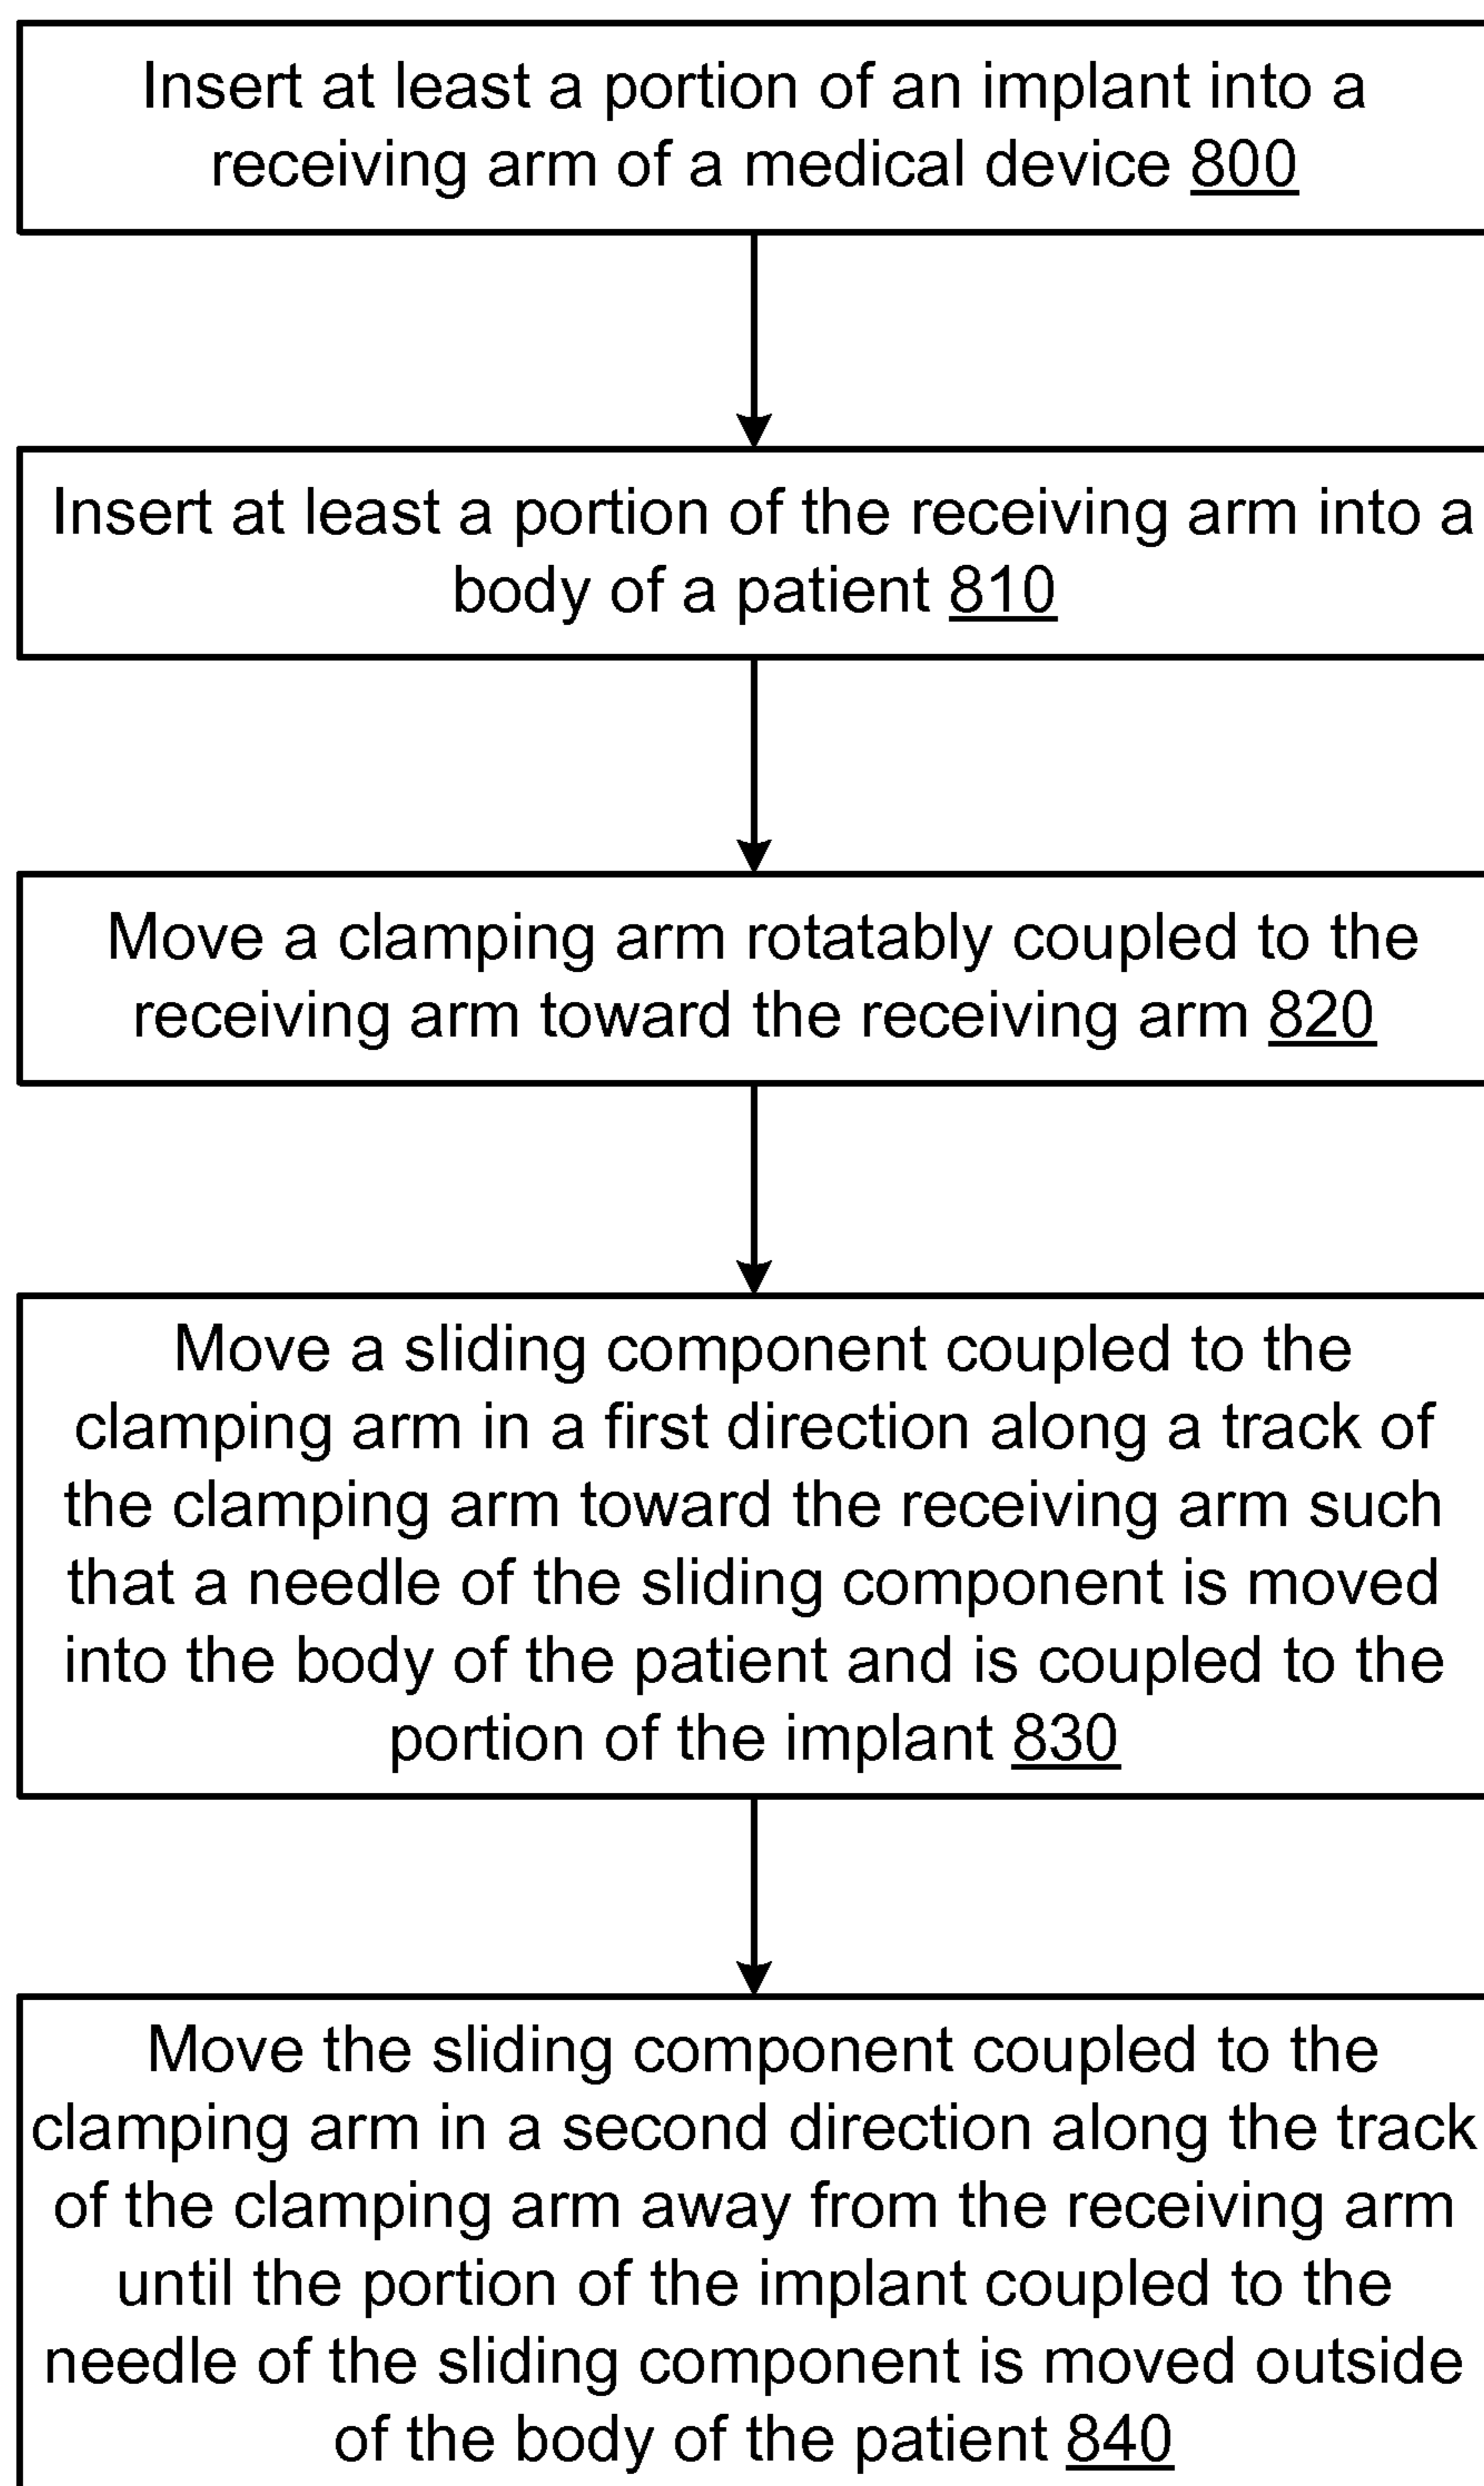 Insert at least a portion of an implant into a
receiving arm of a medical device 800
Insert at least a portion of the receiving arm into a
body of a patient 810
Move a clamping arm rotatably coupled to the
receiving arm toward the receiving arm 820
Move a sliding component coupled to the
clamping arm in a first direction along a track of
the clamping arm toward the receiving arm such
that a needle of the sliding component is moved
into the body of the patient and is coupled to the
portion of the implant 830
Move the sliding component coupled to the
clamping arm in a second direction along the track
of the clamping arm away from the receiving arm
until the portion of the implant coupled to the
needle of the sliding component is moved outside
of the body of the patient 840